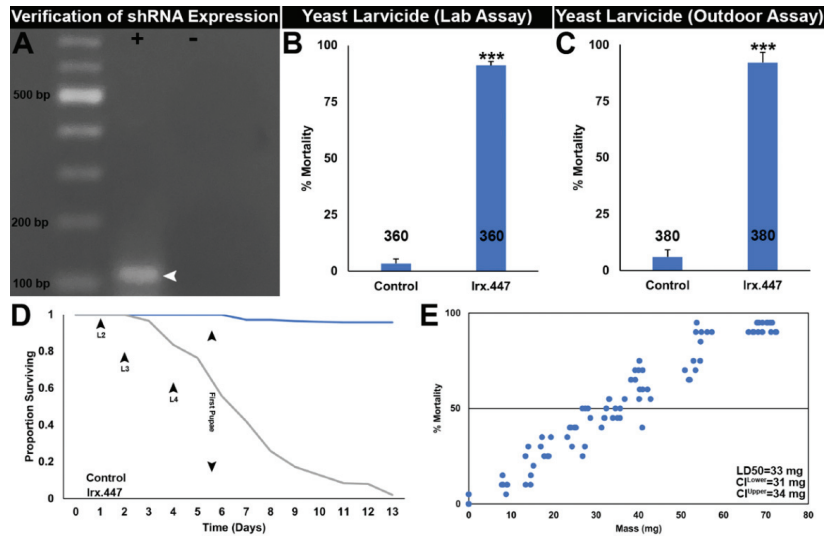 Verification of shRNA Expression
Yeast Larvicide (Lab Assay)
Yeast Larvicide (Outdoor Assay)
A
+
-
500 bp
200 bp
100 bp
B
% Mortality
100
75
50
25
0
***
360
360
Control
Irx.447
C
% Mortality
100
75
50
25
0
***
380
380
Control
Irx.447
D
Proportion Surviving
1
0.8
0.6
0.4
0.2
0
L2
L3
L4
First Pupae
Control
Irx.447
0 1 2 3 4 5 6 7 8 9 10 11 12 13
Time (Days)
E
% Mortality
100
50
0
LD50=33 mg
CILower=31 mg
CIUpper=34 mg
0 10 20 30 40 50 60 70 80
Mass (mg)